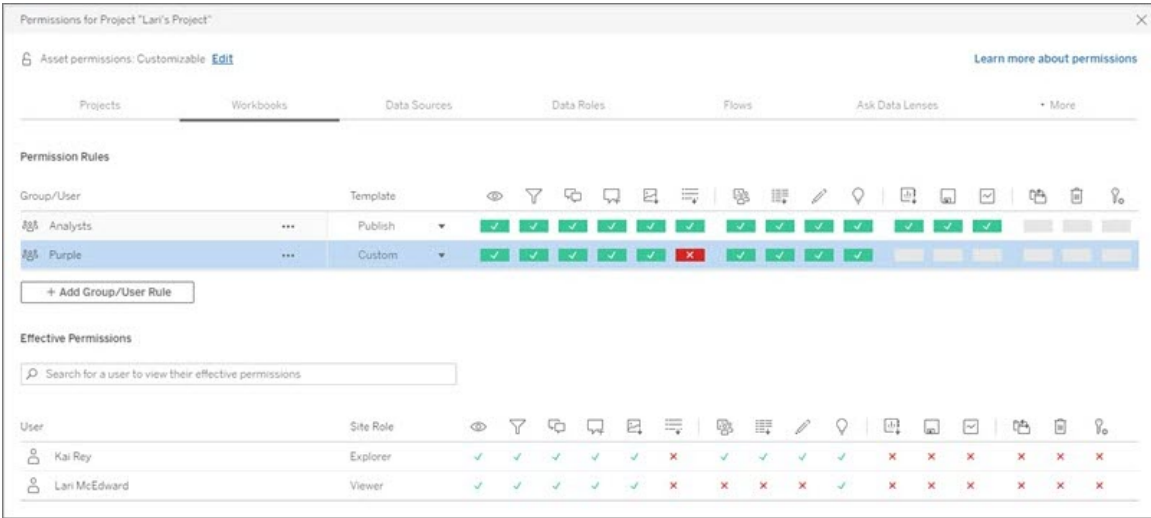 Permissions for Project "Lari's Project"
Asset permissions: Customizable Edit
Learn more about permissions
Projects Workbooks Data Sources Data Roles Flows Ask Data Lenses More
Permission Rules
Group/User Template
Analysts Publish
Purple Custom
+ Add Group/User Rule
Effective Permissions
Search for a user to view their effective permissions
User Site Role
Kai Rey Explorer
Lari McEdward Viewer